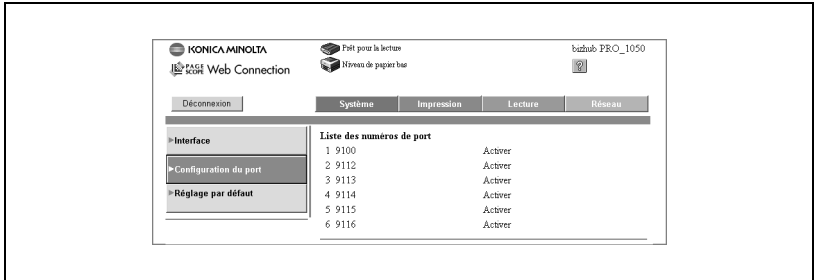 KONICA MINOLTA
PAGE SCOPE Web Connection
Prêt pour la lecture
Niveau de papier bas
bizhub PRO_1050
?
Déconnexion
Système Impression Lecture Réseau
Interface
Configuration du port
Réglage par défaut
Liste des numéros de port
1 9100 Activer
2 9112 Activer
3 9113 Activer
4 9114 Activer
5 9115 Activer
6 9116 Activer